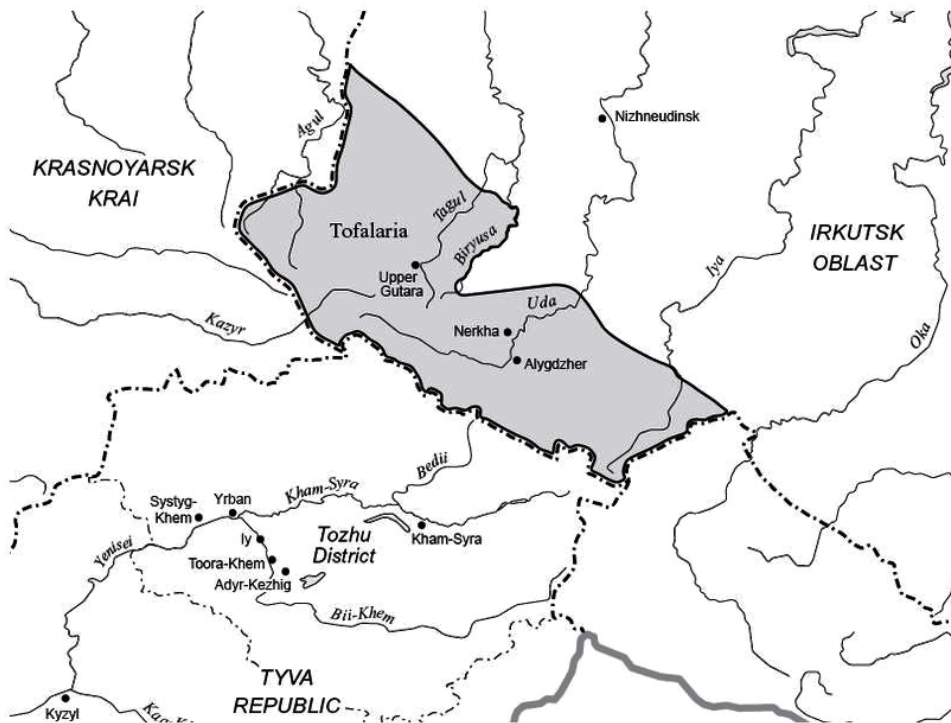 Agul
Nizhneudinsk
KRASNOYARSK
KRAI
Tagul
Tofalaria
Biryusa
IRKUTSK
OBLAST
Iya
Upper
Gutara
Uda
Kazyr
Nerkha
Oka
Alygdzher
Bedii
Systyg-
Khem
Yrban
Kham-Syra
Iy
Tozhu
District
Kham-Syra
Yenisei
Toora-Khem
Adyr-Kezhig
Bii-Khem
TYVA
REPUBLIC
Kyzyl